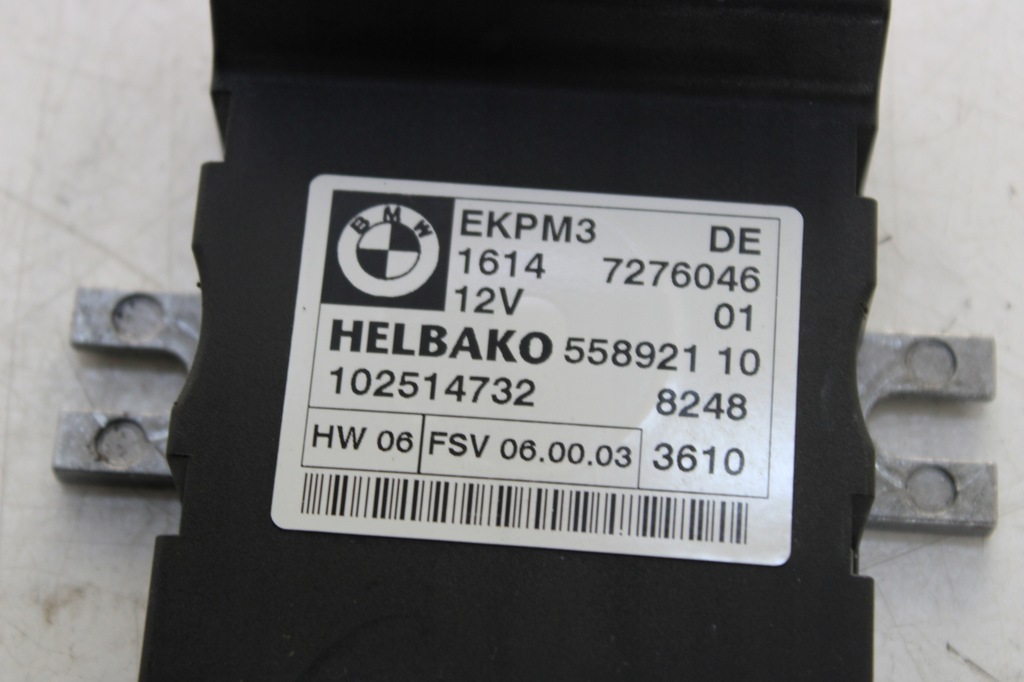 BMW
EKPM3 DE
1614 7276046
12V 01
HELBAKO 558921 10
102514732 8248
HW 06 FSV 06.00.03 3610